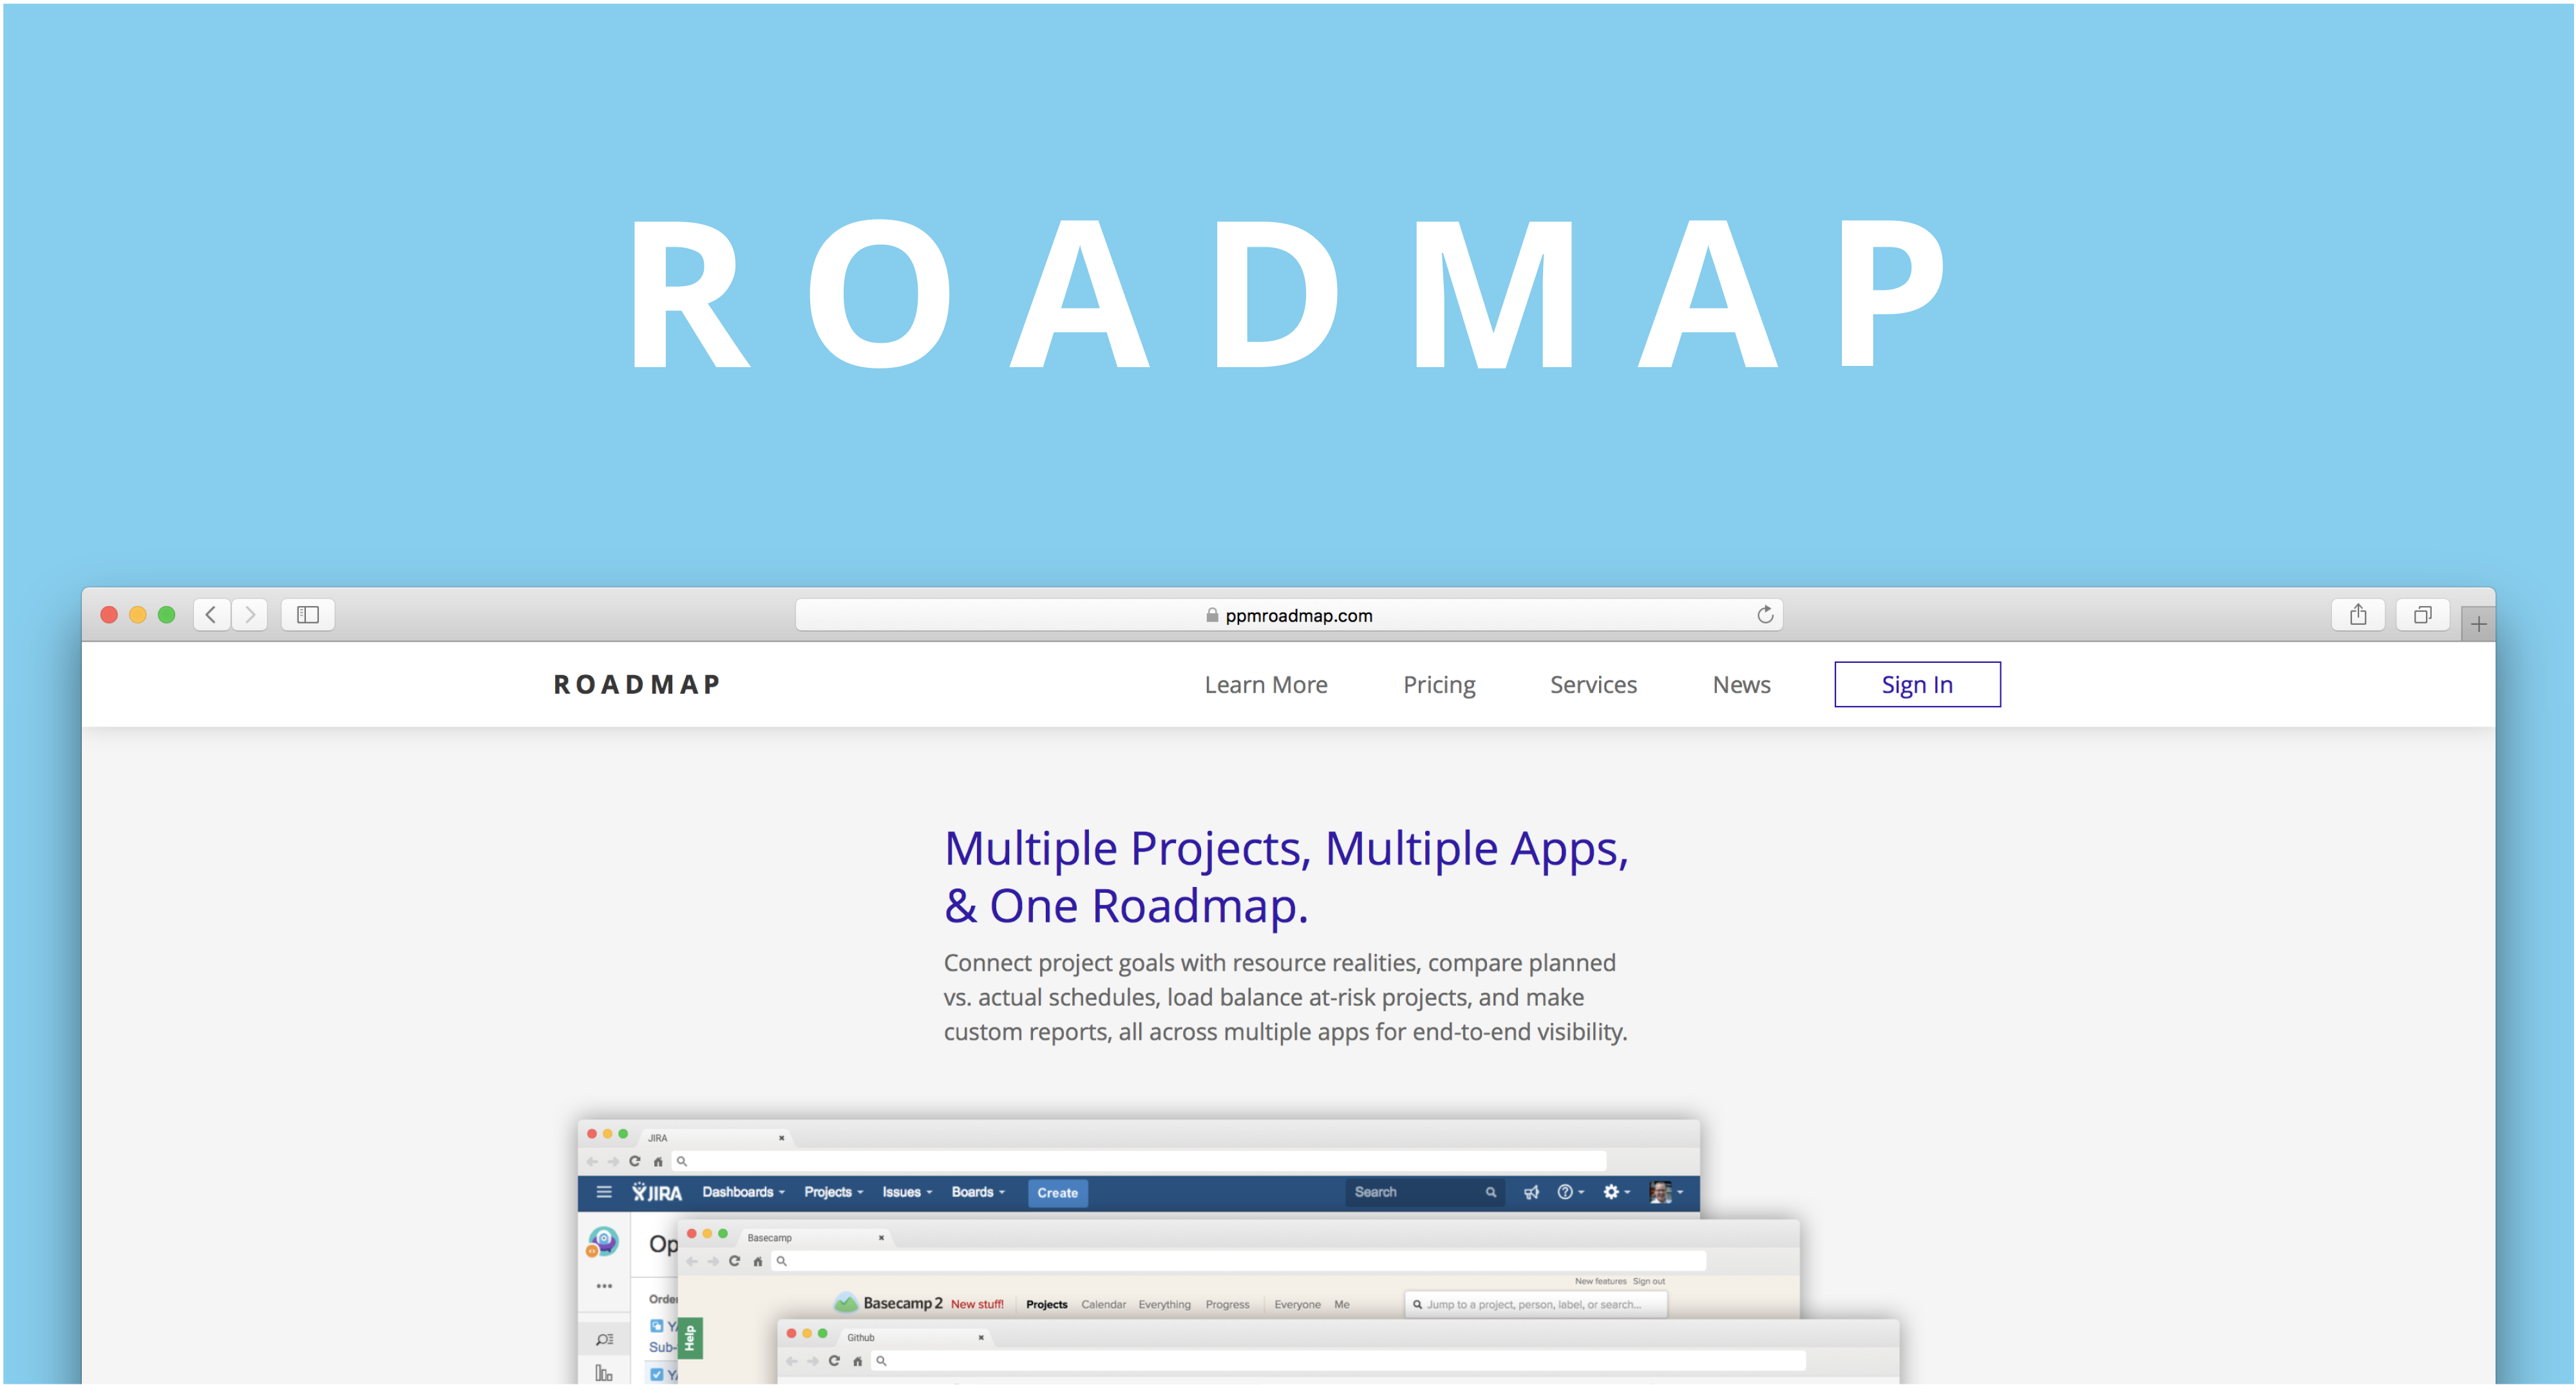 ROADMAP
ppmroadmap.com
ROADMAP Learn More Pricing Services News Sign In
Multiple Projects, Multiple Apps,
& One Roadmap.
Connect project goals with resource realities, compare planned
vs. actual schedules, load balance at-risk projects, and make
custom reports, all across multiple apps for end-to-end visibility.
JIRA
JIRA Dashboards Projects Issues Boards Create Search
Basecamp
New features Sign out
Basecamp 2 New stuff! Projects Calendar Everything Progress Everyone Me Jump to a project, person, label, or search...
Help
Github